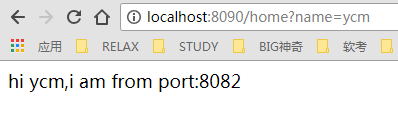 localhost:8090/home?name=ycm
应用 RELAX STUDY BIG神奇 软考
hi ycm,i am from port:8082